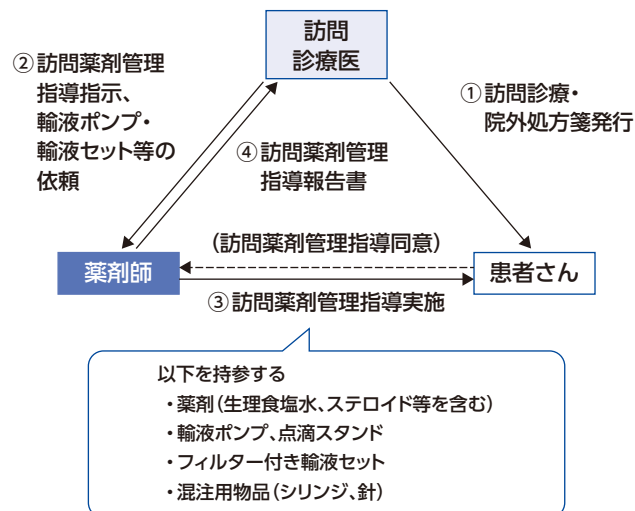 訪問
診療医
②訪問薬剤管理
指導指示、
輸液ポンプ・
輸液セット等の
依頼
①訪問診療・
院外処方箋発行
④訪問薬剤管理
指導報告書
(訪問薬剤管理指導同意)
薬剤師
患者さん
③訪問薬剤管理指導実施
以下を持参する
・薬剤(生理食塩水、ステロイド等を含む)
・輸液ポンプ、点滴スタンド
・フィルター付き輸液セット
・混注用物品(シリンジ、針)